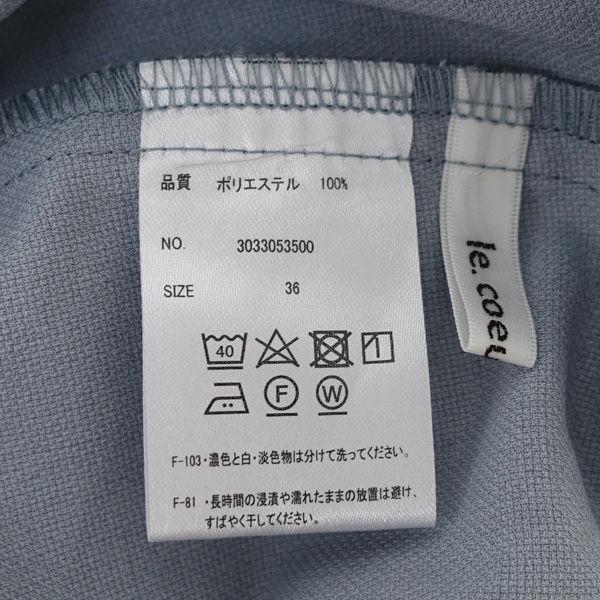 品質 ポリエステル 100%
NO. 3033053500
SIZE 36
40
F W
F-103・濃色と白・淡色物は分けて洗ってください。
F-81・長時間の浸漬や濡れたままの放置は避け、
すばやく干してください。
le.coeu